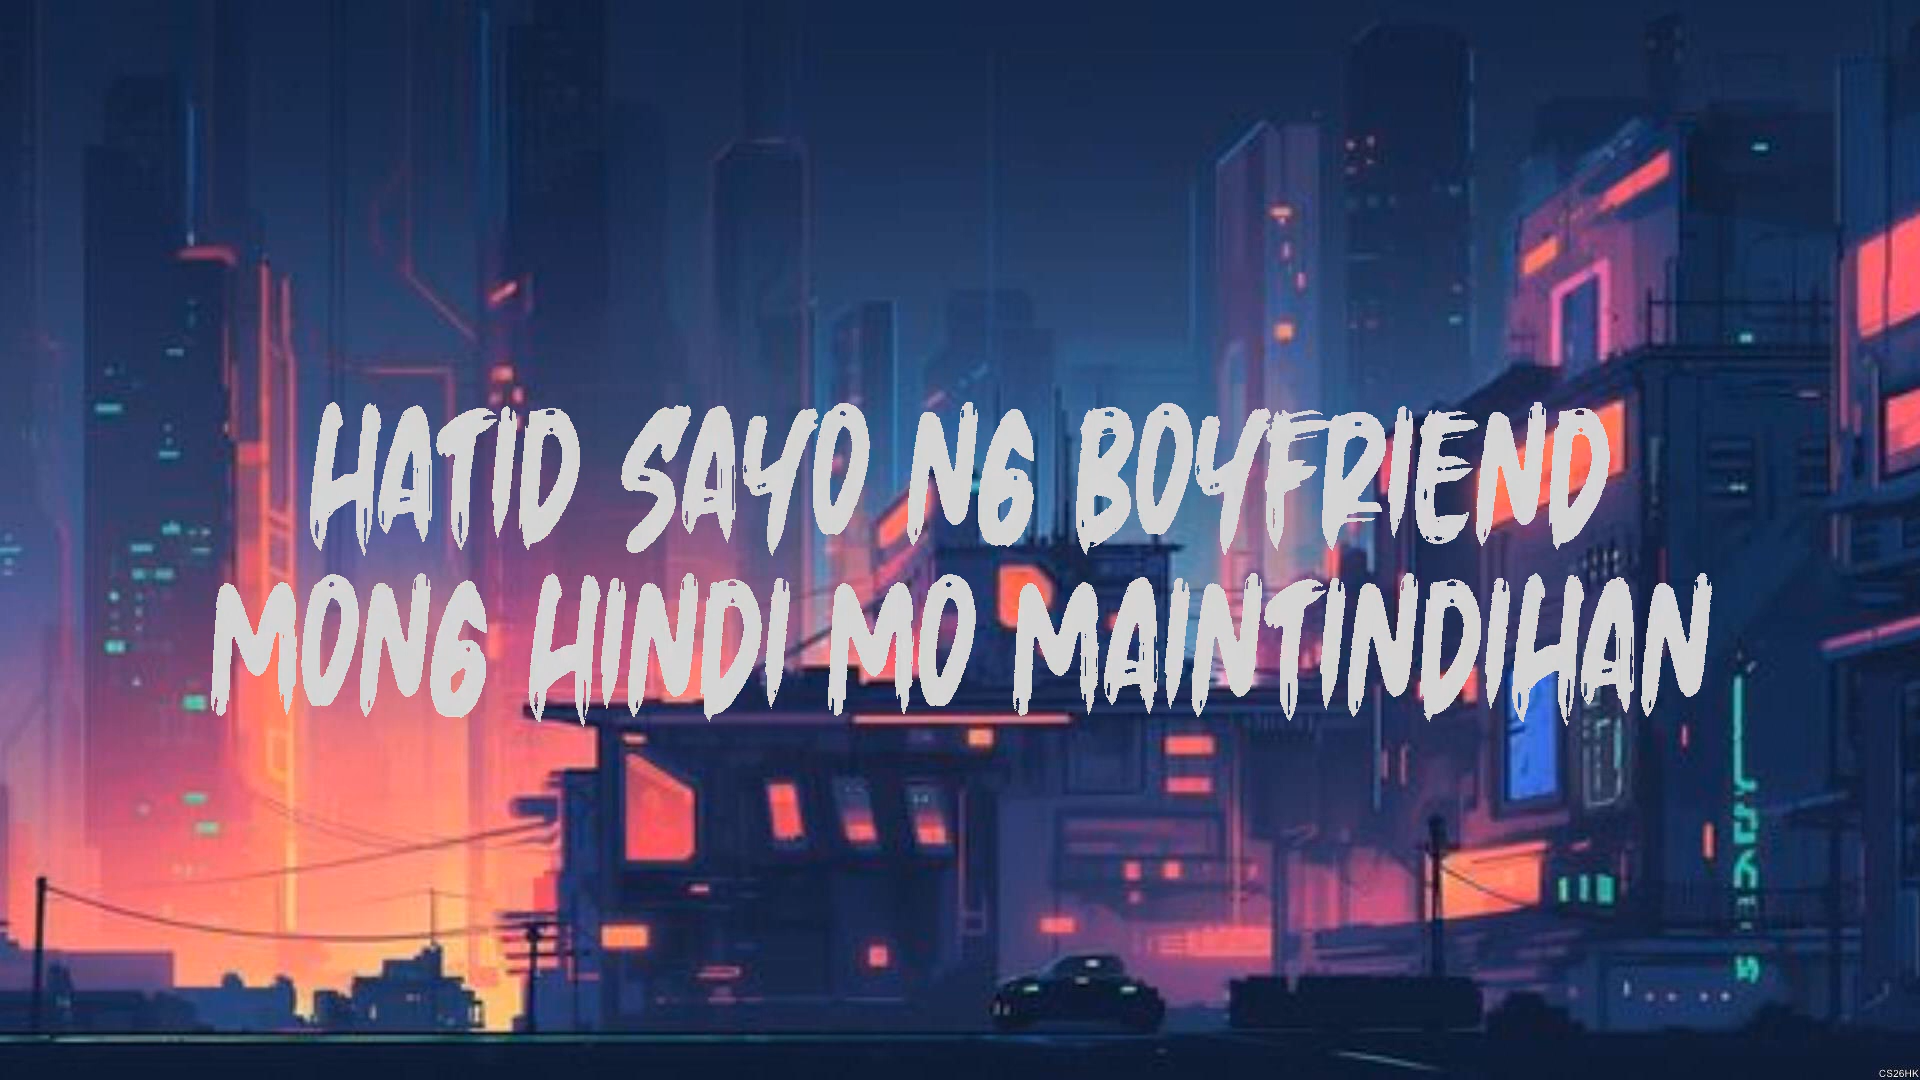 HATID SAYO NG BOYFRIEND
MONG HINDI MO MAINTINDIHAN
CS26HK